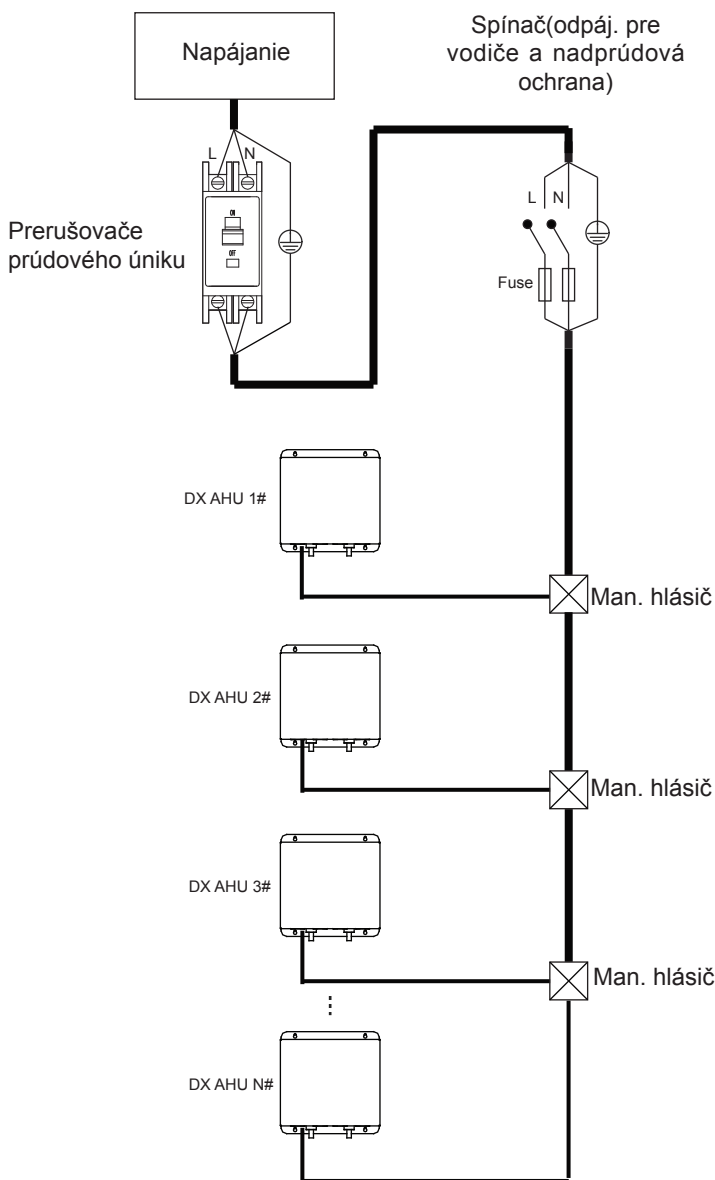 Napájanie
Spínač(odpáj. pre
vodiče a nadprúdová
ochrana)
L N
ON
OFF
Prerušovače
prúdového úniku
L N
Fuse
DX AHU 1#
Man. hlásič
DX AHU 2#
Man. hlásič
DX AHU 3#
Man. hlásič
DX AHU N#